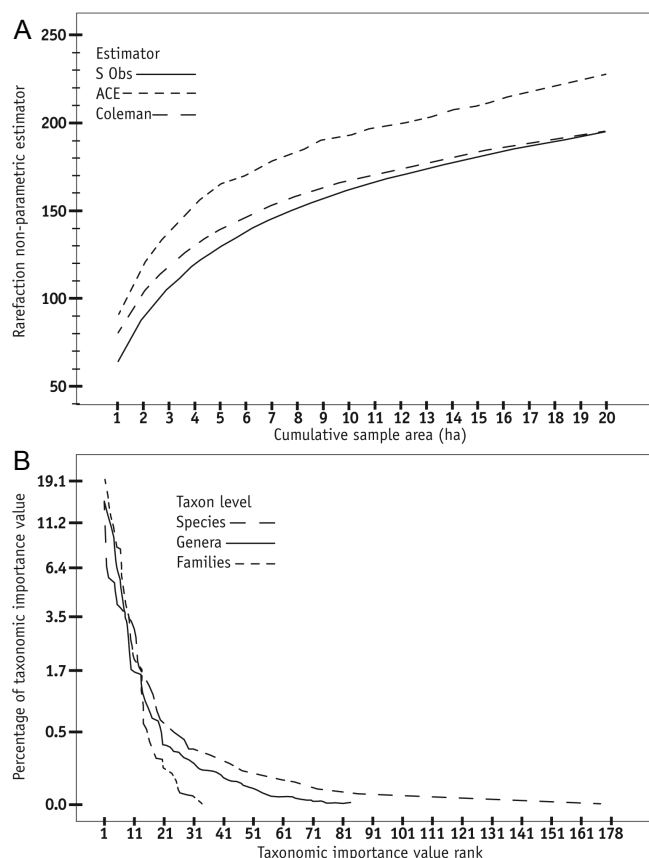 A
250
200
150
100
50
Rarefaction non-parametric estimator
Estimator
S Obs
ACE
Coleman
1 2 3 4 5 6 7 8 9 10 11 12 13 14 15 16 17 18 19 20
Cumulative sample area (ha)
B
19.1
11.2
6.4
3.5
1.7
0.5
0.0
Percentage of taxonomic importance value
Taxon level
Species
Genera
Families
1 11 21 31 41 51 61 71 81 91 101 111 121 131 141 151 161 178
Taxonomic importance value rank